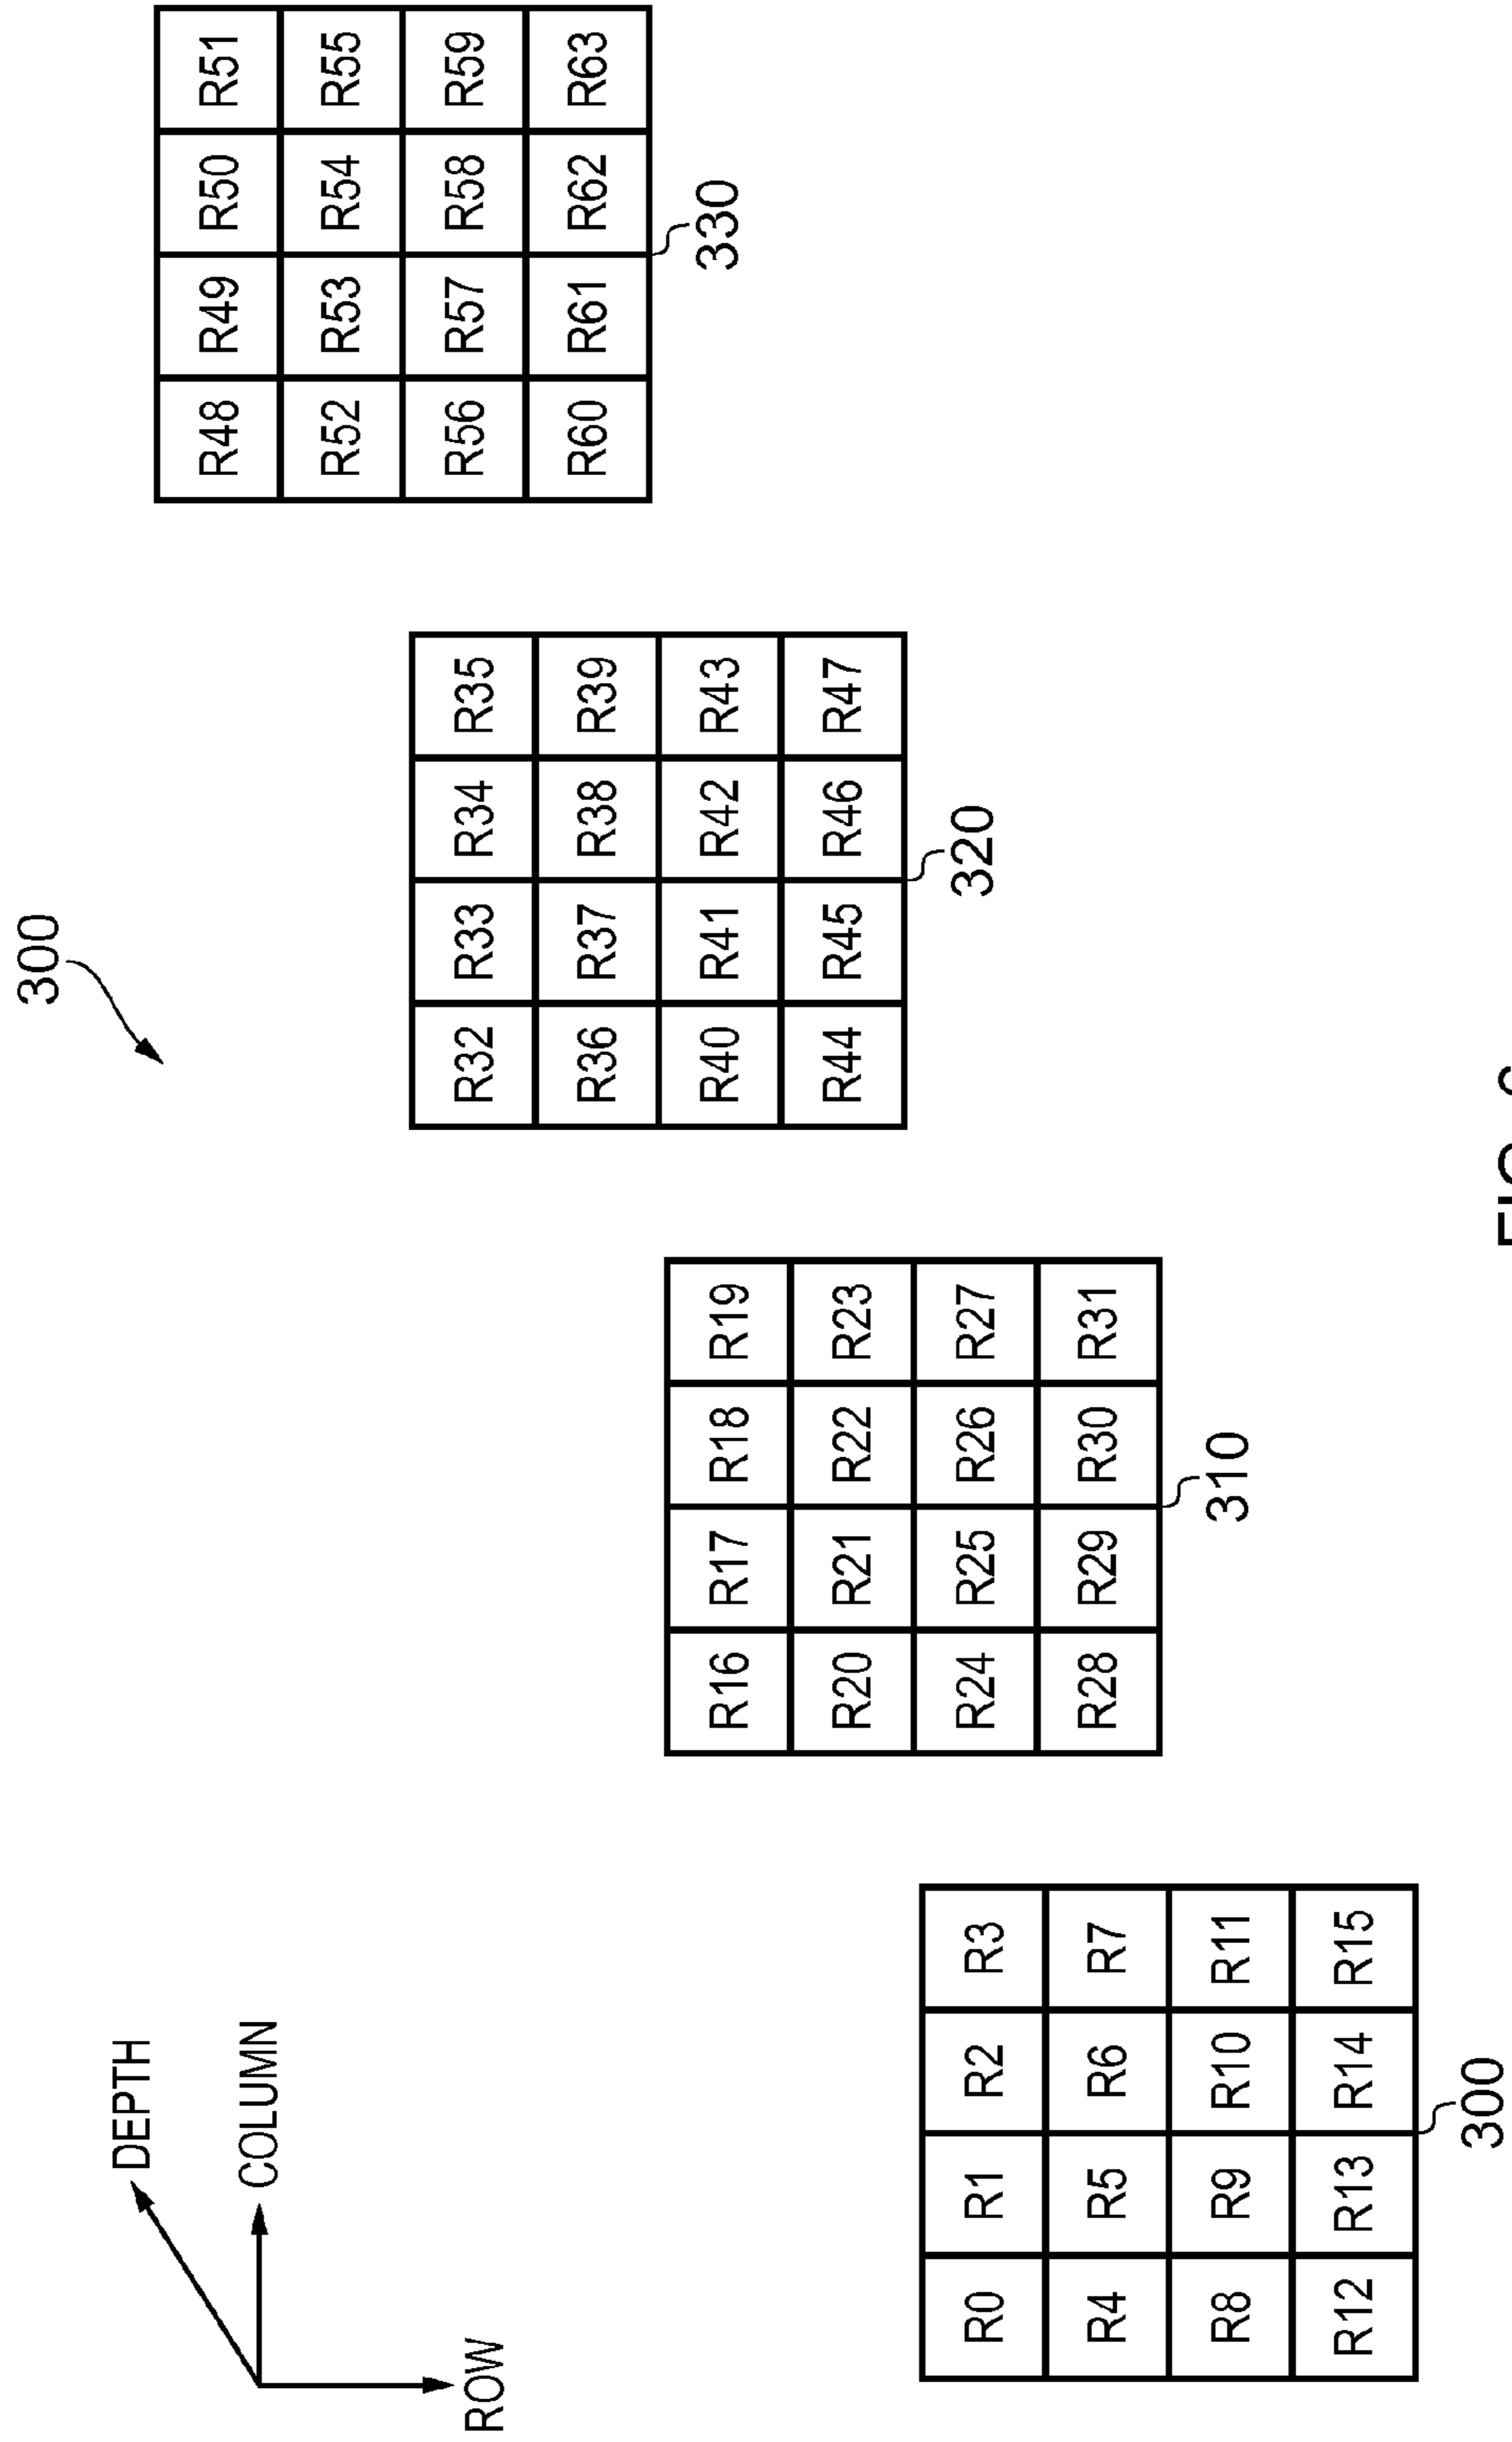 300
DEPTH
COLUMN
ROW
R0 R1 R2 R3
R4 R5 R6 R7
R8 R9 R10 R11
R12 R13 R14 R15
300
R16 R17 R18 R19
R20 R21 R22 R23
R24 R25 R26 R27
R28 R29 R30 R31
310
R32 R33 R34 R35
R36 R37 R38 R39
R40 R41 R42 R43
R44 R45 R46 R47
320
R48 R49 R50 R51
R52 R53 R54 R55
R56 R57 R58 R59
R60 R61 R62 R63
330